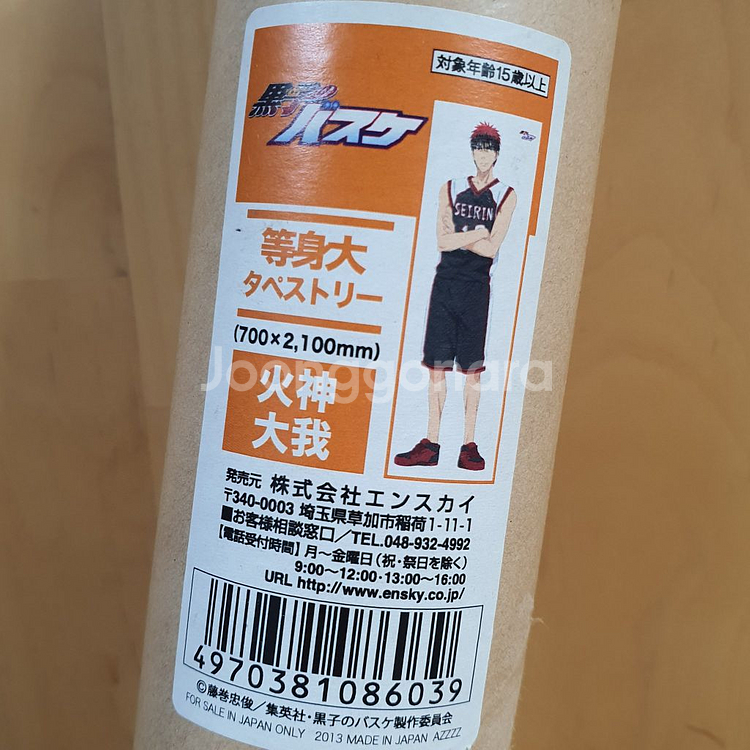 対象年齢15歳以上
黒子の
バスケ
SEIRIN
等身大
タペストリー
(700×2,100mm)
火神
大我
Joonggonara
発売元 株式会社エンスカイ
〒340-0003 埼玉県草加市稲荷1-11-1
■お客様相談窓口/TEL.048-932-4992
【電話受付時間】月～金曜日(祝・祭日を除く)
9:00～12:00・13:00～16:00
URL http://www.ensky.co.jp/
4970381086039
©藤巻忠俊/集英社・黒子のバスケ製作委員会
FOR SALE IN JAPAN ONLY 2013 MADE IN JAPAN AZZZZ